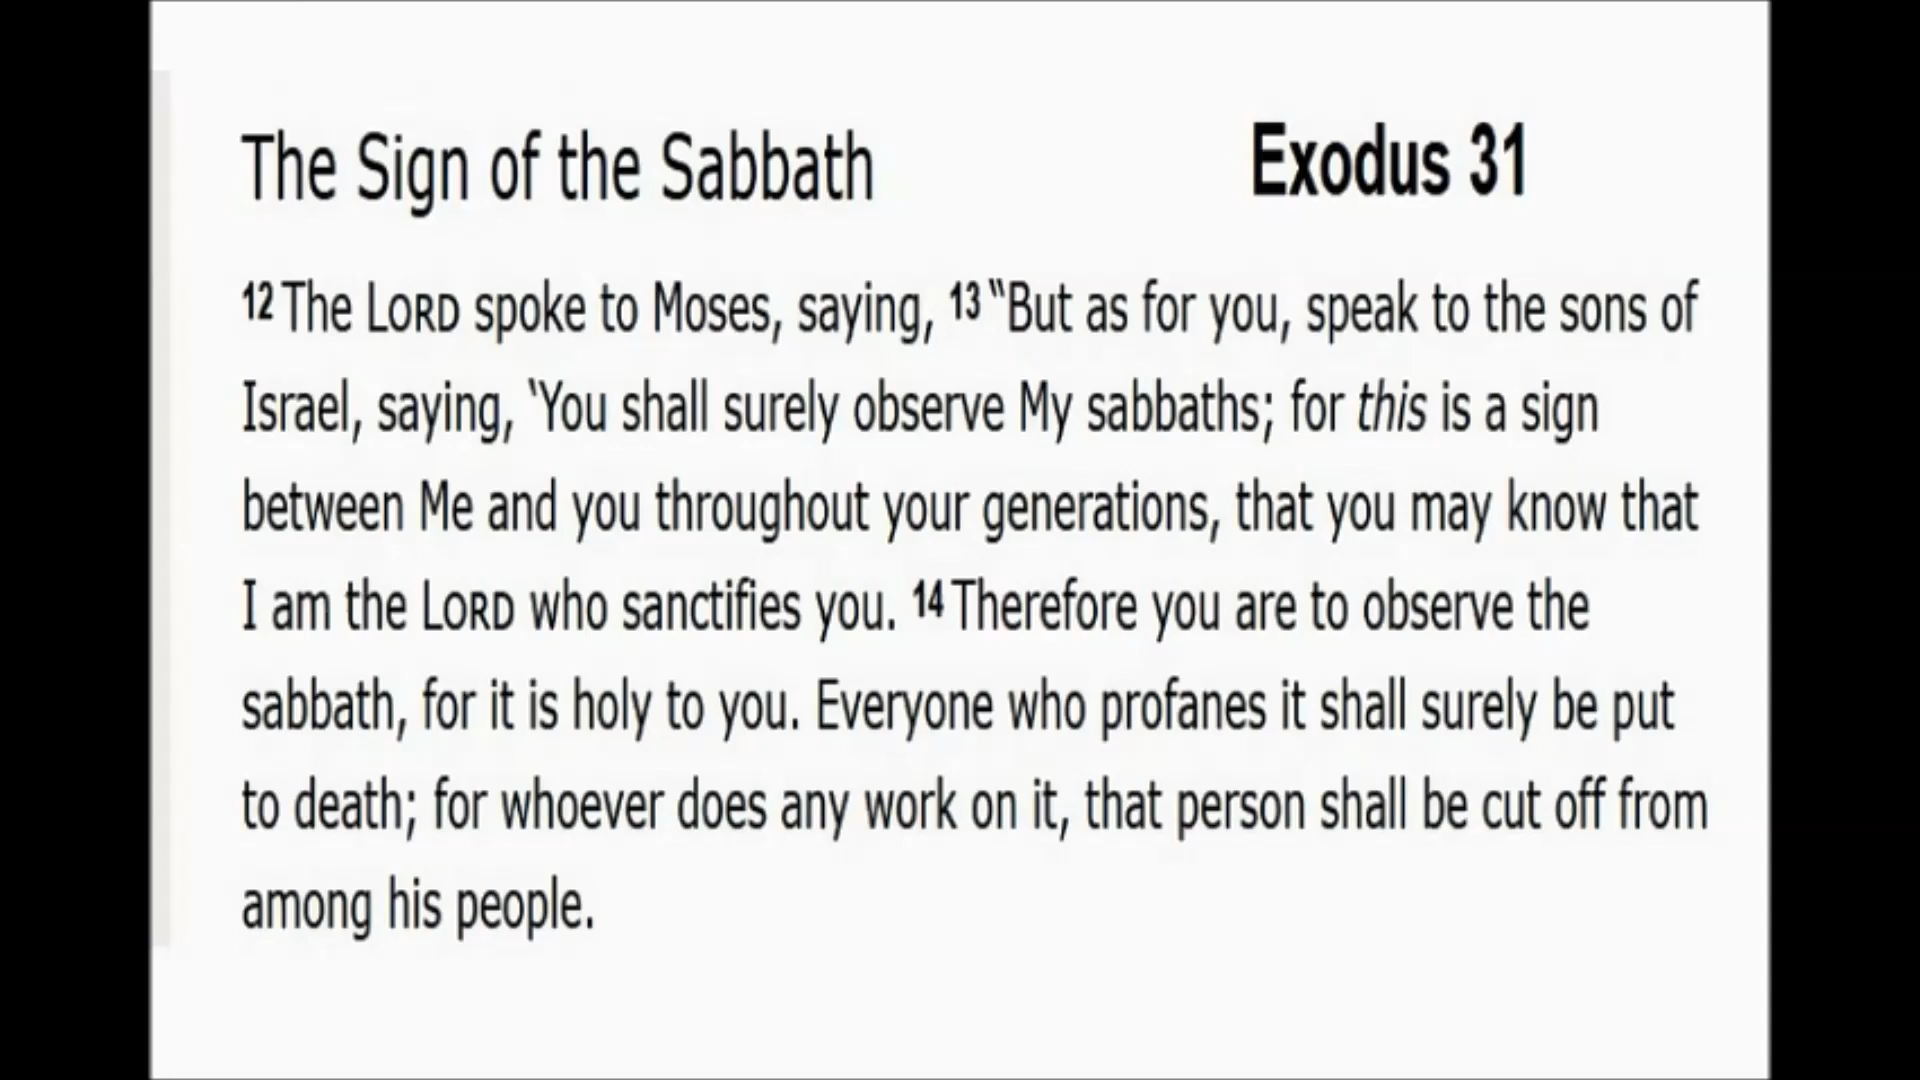 The Sign of the Sabbath Exodus 31
12 The LORD spoke to Moses, saying, 13 “But as for you, speak to the sons of
Israel, saying, ‘You shall surely observe My sabbaths; for this is a sign
between Me and you throughout your generations, that you may know that
I am the LORD who sanctifies you. 14 Therefore you are to observe the
sabbath, for it is holy to you. Everyone who profanes it shall surely be put
to death; for whoever does any work on it, that person shall be cut off from
among his people.